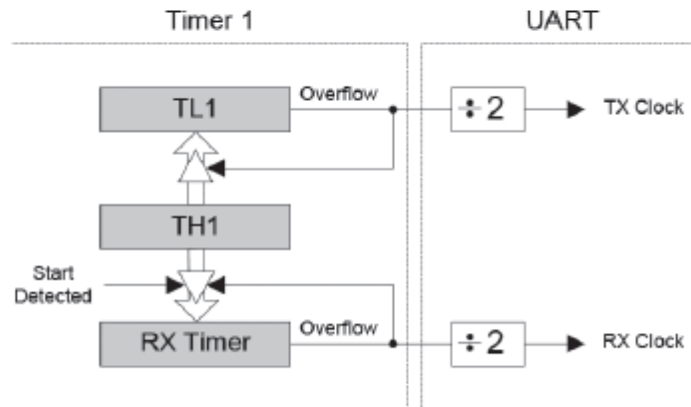 Timer 1
UART
TL1
Overflow
÷ 2
TX Clock
TH1
Start
Detected
RX Timer
Overflow
÷ 2
RX Clock